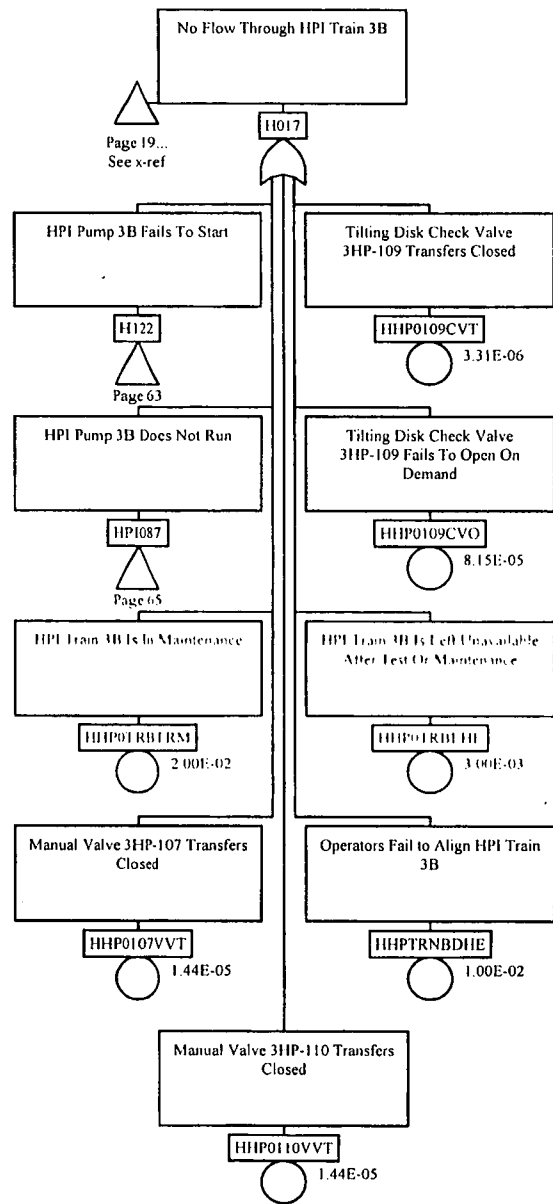 No Flow Through HPI Train 3B
Page 19...
See x-ref
H017
HPI Pump 3B Fails To Start
H122
Page 63
Tilting Disk Check Valve
3HP-109 Transfers Closed
HHP0109CVT
3.31E-06
HPI Pump 3B Does Not Run
HPI087
Page 65
Tilting Disk Check Valve
3HP-109 Fails To Open On
Demand
HHP0109CVO
8.15E-05
HPI Train 3B Is In Maintenance
HHP0TRBTRM
2.00E-02
HPI Train 3B Is Left Unavailable
After Test Or Maintenance
3.00E-03
Manual Valve 3HP-107 Transfers
Closed
HHP0107VVT
1.44E-05
Operators Fail to Align HPI Train
3B
HHPTRNBDHE
1.00E-02
Manual Valve 3HP-110 Transfers
Closed
HHP0110VVT
1.44E-05